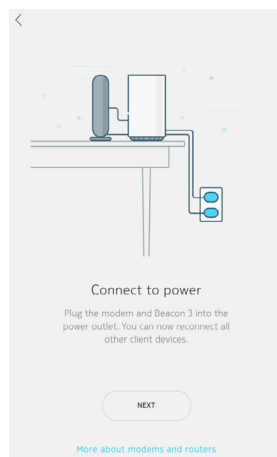 Connect to power
Plug the modem and Beacon 3 into the
power outlet. You can now reconnect all
other client devices.
NEXT
More about modems and routers